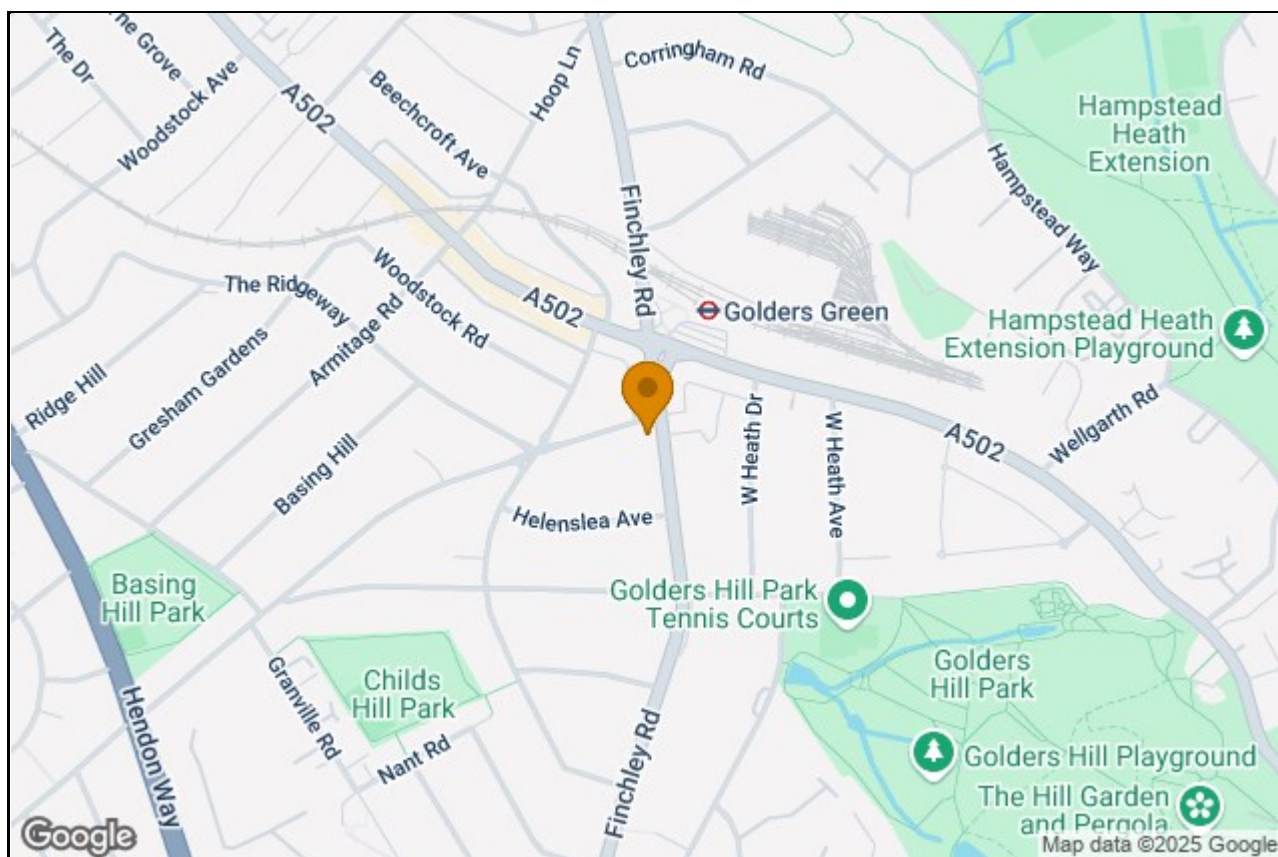 The Grove
The Dr
Woodstock Ave
A502
Beechcroft Ave
Hoop Ln
Corringham Rd
Finchley Rd
Hampstead
Heath
Extension
Hampstead Way
The Ridgeway
Woodstock Rd
A502
Golders Green
Hampstead Heath
Extension Playground
Ridge Hill
Gresham Gardens
Armitage Rd
Basing Hill
W Heath Dr
W Heath Ave
A502
Wellgarth Rd
Helenslea Ave
Basing
Hill Park
Golders Hill Park
Tennis Courts
Granville Rd
Childs
Hill Park
Nant Rd
Golders
Hill Park
Hendon Way
Finchley Rd
Golders Hill Playground
The Hill Garden
and Pergola
Google
Map data ©2025 Google